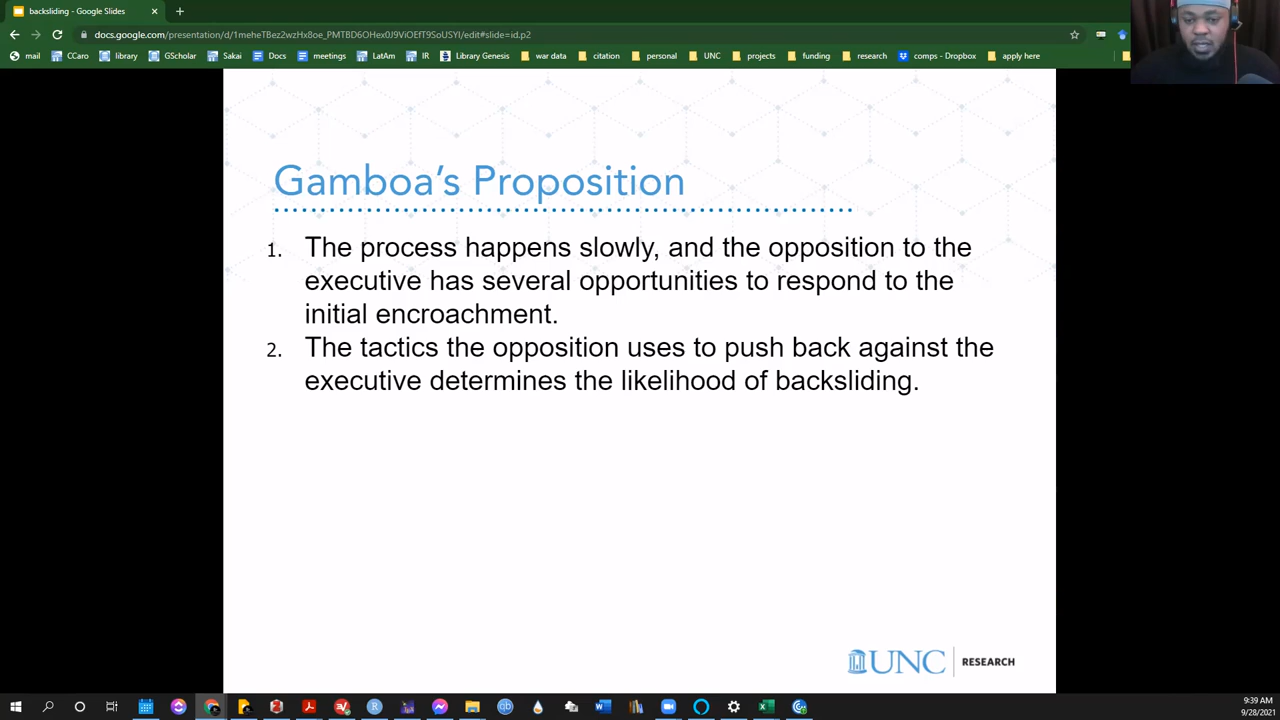 backsliding - Google Slides
docs.google.com/presentation/d/1meheTBez2wzHx8oe_PMTBD6OHex0J9ViOEfT9SoUSYI/edit#slide=id.p2
mail CCaro library GScholar Sakai Docs meetings LatAm IR Library Genesis war data citation personal UNC projects funding research comps - Dropbox apply here
Gamboa's Proposition
1. The process happens slowly, and the opposition to the
executive has several opportunities to respond to the
initial encroachment.
2. The tactics the opposition uses to push back against the
executive determines the likelihood of backsliding.
UNC RESEARCH
9:39 AM
9/28/2021